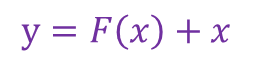 y = F(x) + x